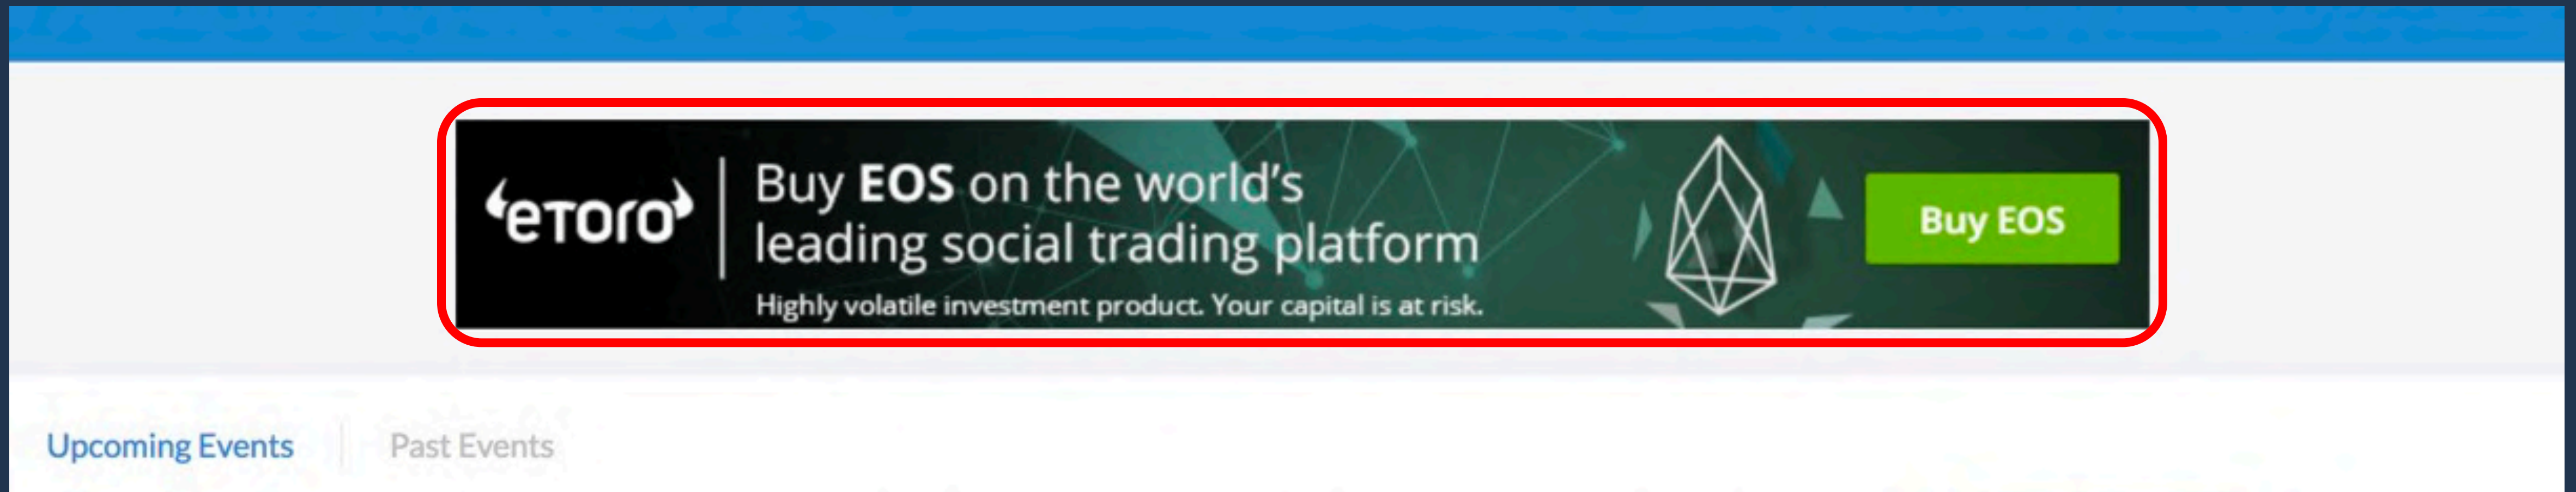 eToro
Buy EOS on the world's
leading social trading platform
Highly volatile investment product. Your capital is at risk.
Buy EOS
Upcoming Events
Past Events